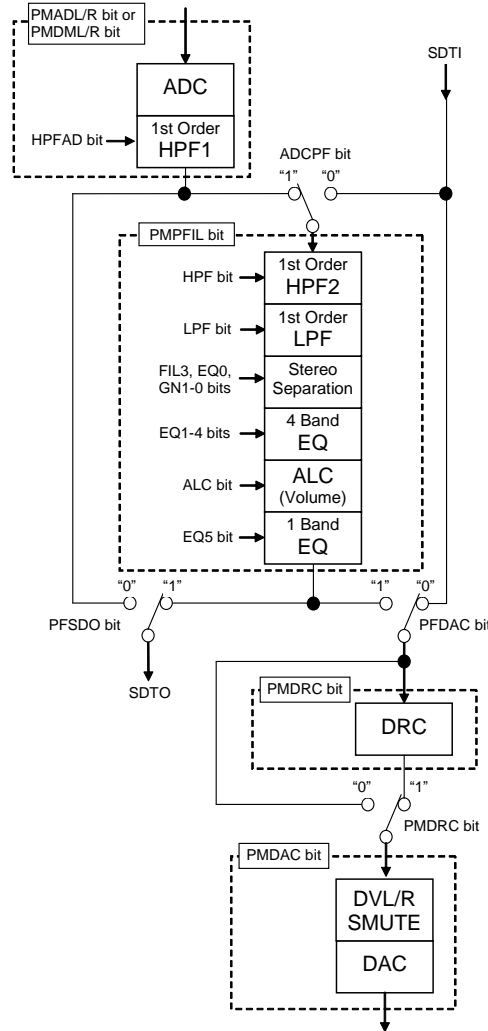 PMADL/R bit or
PMDML/R bit
SDTI
ADC
HPFAD bit
1st Order
HPF1
ADCPF bit
“1”
“0”
PMPFIL bit
HPF bit
1st Order
HPF2
LPF bit
1st Order
LPF
FIL3, EQ0,
GN1-0 bits
Stereo
Separation
EQ1-4 bits
4 Band
EQ
ALC bit
ALC
(Volume)
EQ5 bit
1 Band
EQ
“0”
“1”
“1”
“0”
PFSDO bit
PFDAC bit
SDTO
PMDRC bit
DRC
“0”
“1”
PMDRC bit
PMDAC bit
DVL/R
SMUTE
DAC